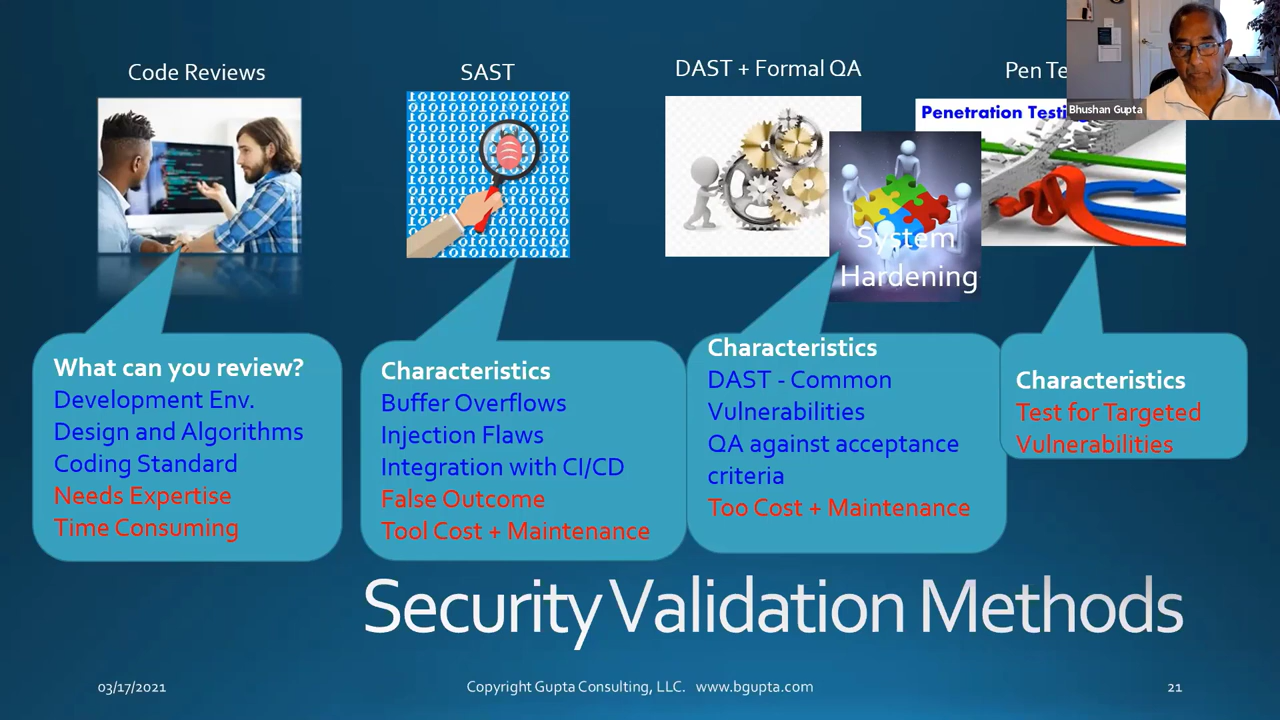 Code Reviews
SAST
DAST + Formal QA
Pen Te
Bhushan Gupta
Penetration Testi
System
Hardening
What can you review?
Development Env.
Design and Algorithms
Coding Standard
Needs Expertise
Time Consuming
Characteristics
Buffer Overflows
Injection Flaws
Integration with CI/CD
False Outcome
Tool Cost + Maintenance
Characteristics
DAST - Common
Vulnerabilities
QA against acceptance
criteria
Too Cost + Maintenance
Characteristics
Test for Targeted
Vulnerabilities
Security Validation Methods
03/17/2021
Copyright Gupta Consulting, LLC. www.bgupta.com
21